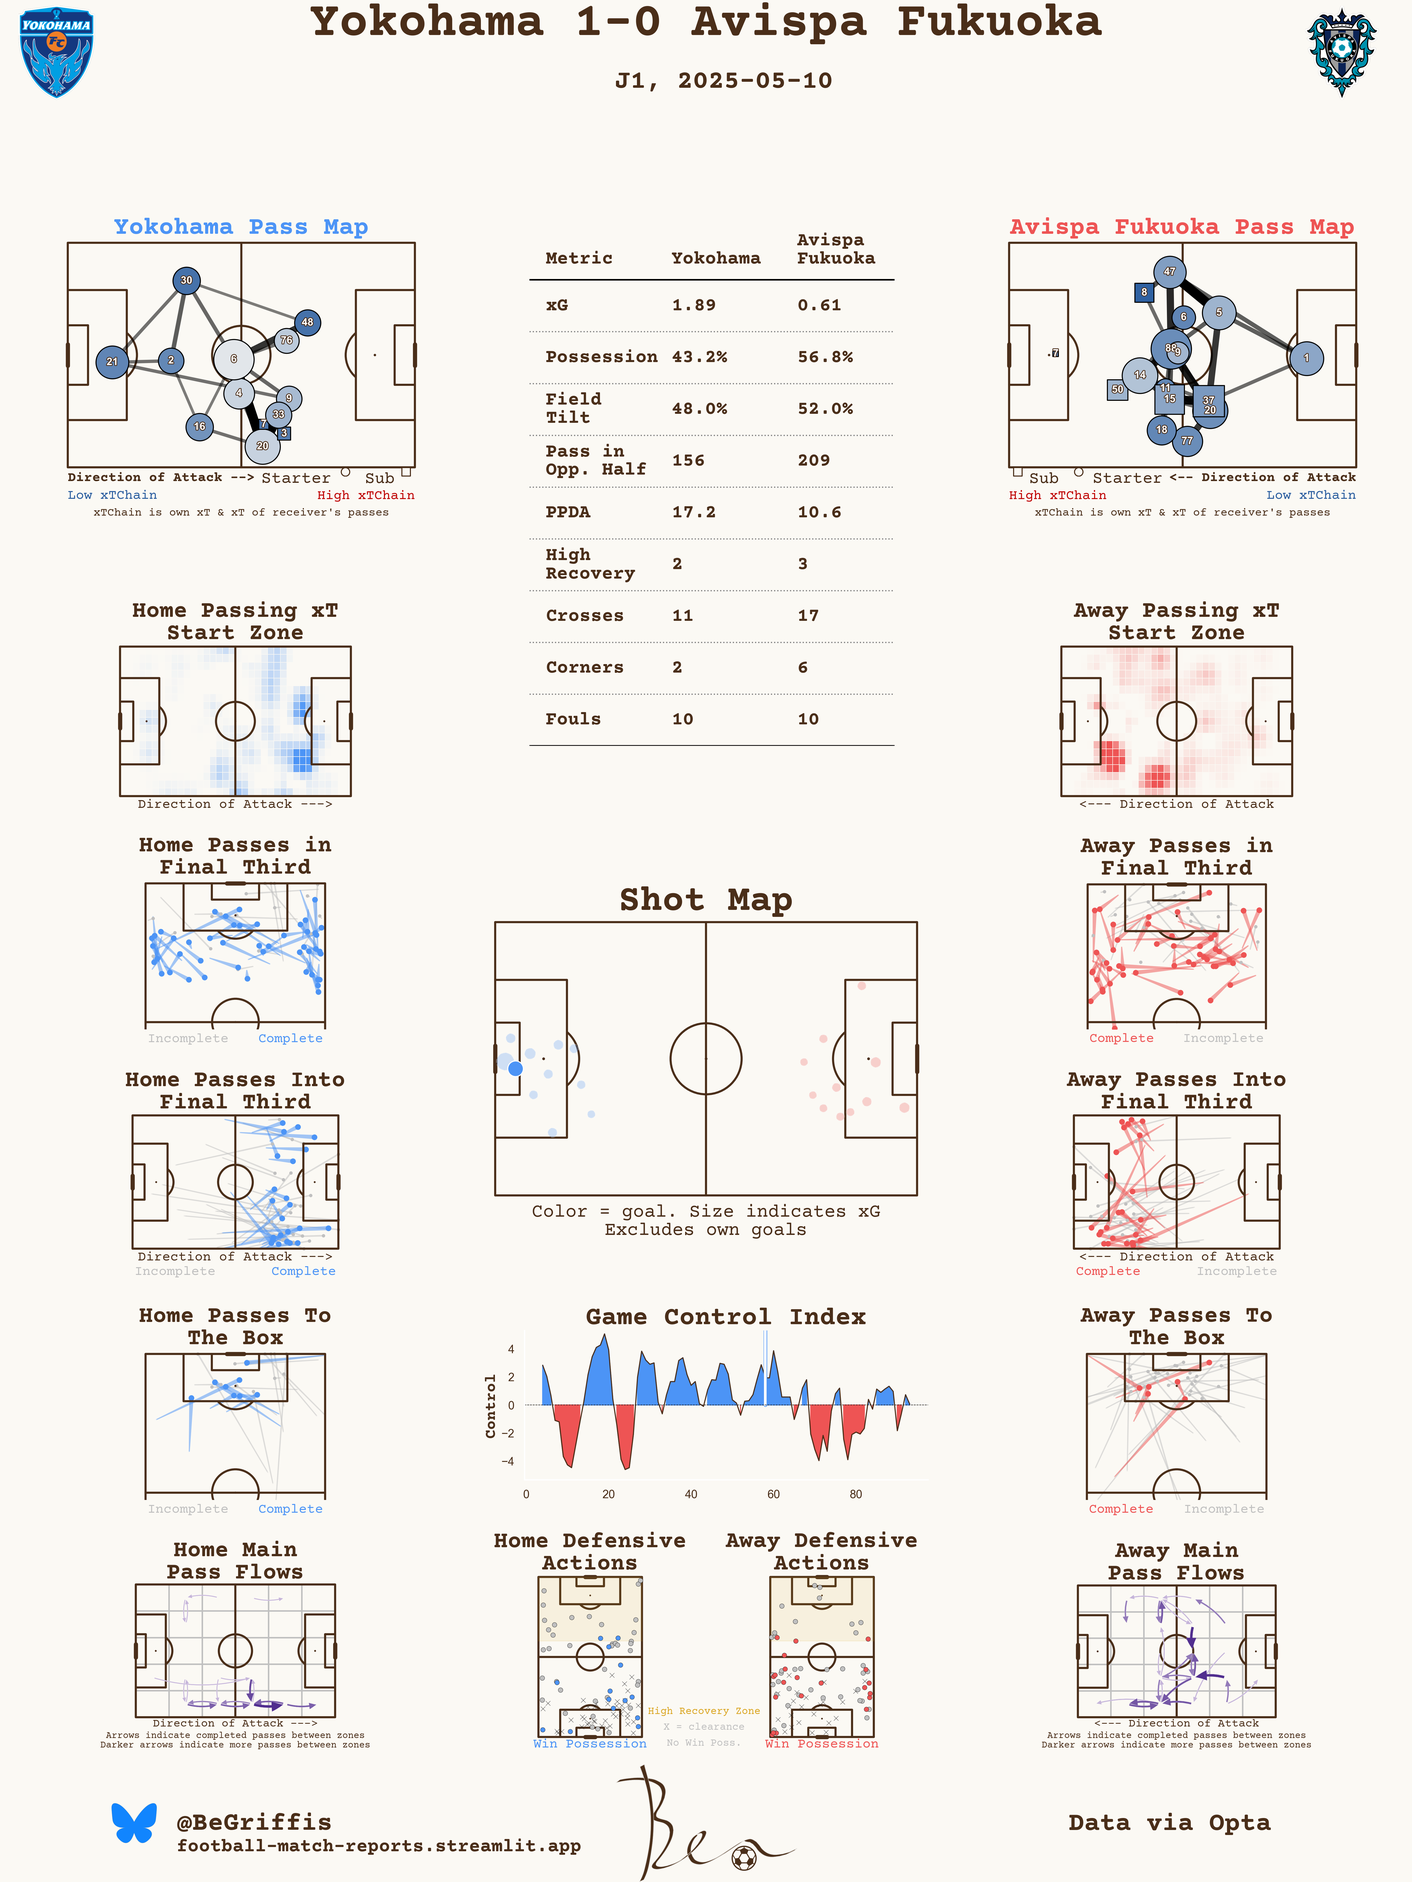 Yokohama 1-0 Avispa Fukuoka
J1, 2025-05-10
YOKOHAMA
FC
Yokohama Pass Map
30
48
76
21
2
6
4
9
33
7
3
16
20
Direction of Attack --> Starter Sub
Low xTChain High xTChain
xTChain is own xT & xT of receiver's passes
Metric Yokohama Avispa Fukuoka
xG 1.89 0.61
Possession 43.2% 56.8%
Field Tilt 48.0% 52.0%
Pass in Opp. Half 156 209
PPDA 17.2 10.6
High Recovery 2 3
Crosses 11 17
Corners 2 6
Fouls 10 10
Avispa Fukuoka Pass Map
47
8
6
5
88
9
7
1
14
50
11
15
37
20
18
77
Sub Starter <-- Direction of Attack
High xTChain Low xTChain
xTChain is own xT & xT of receiver's passes
Home Passing xT
Start Zone
Direction of Attack --->
Away Passing xT
Start Zone
<--- Direction of Attack
Home Passes in
Final Third
Incomplete Complete
Away Passes in
Final Third
Complete Incomplete
Shot Map
Color = goal. Size indicates xG
Excludes own goals
Home Passes Into
Final Third
Direction of Attack --->
Incomplete Complete
Away Passes Into
Final Third
<--- Direction of Attack
Complete Incomplete
Home Passes To
The Box
Incomplete Complete
Game Control Index
Control
4
2
0
−2
−4
0 20 40 60 80
Away Passes To
The Box
Complete Incomplete
Home Main
Pass Flows
Direction of Attack --->
Arrows indicate completed passes between zones
Darker arrows indicate more passes between zones
Home Defensive
Actions
Win Possession
Away Defensive
Actions
Win Possession
High Recovery Zone
X = clearance
No Win Poss.
Away Main
Pass Flows
<--- Direction of Attack
Arrows indicate completed passes between zones
Darker arrows indicate more passes between zones
@BeGriffis
football-match-reports.streamlit.app
Ben
Data via Opta